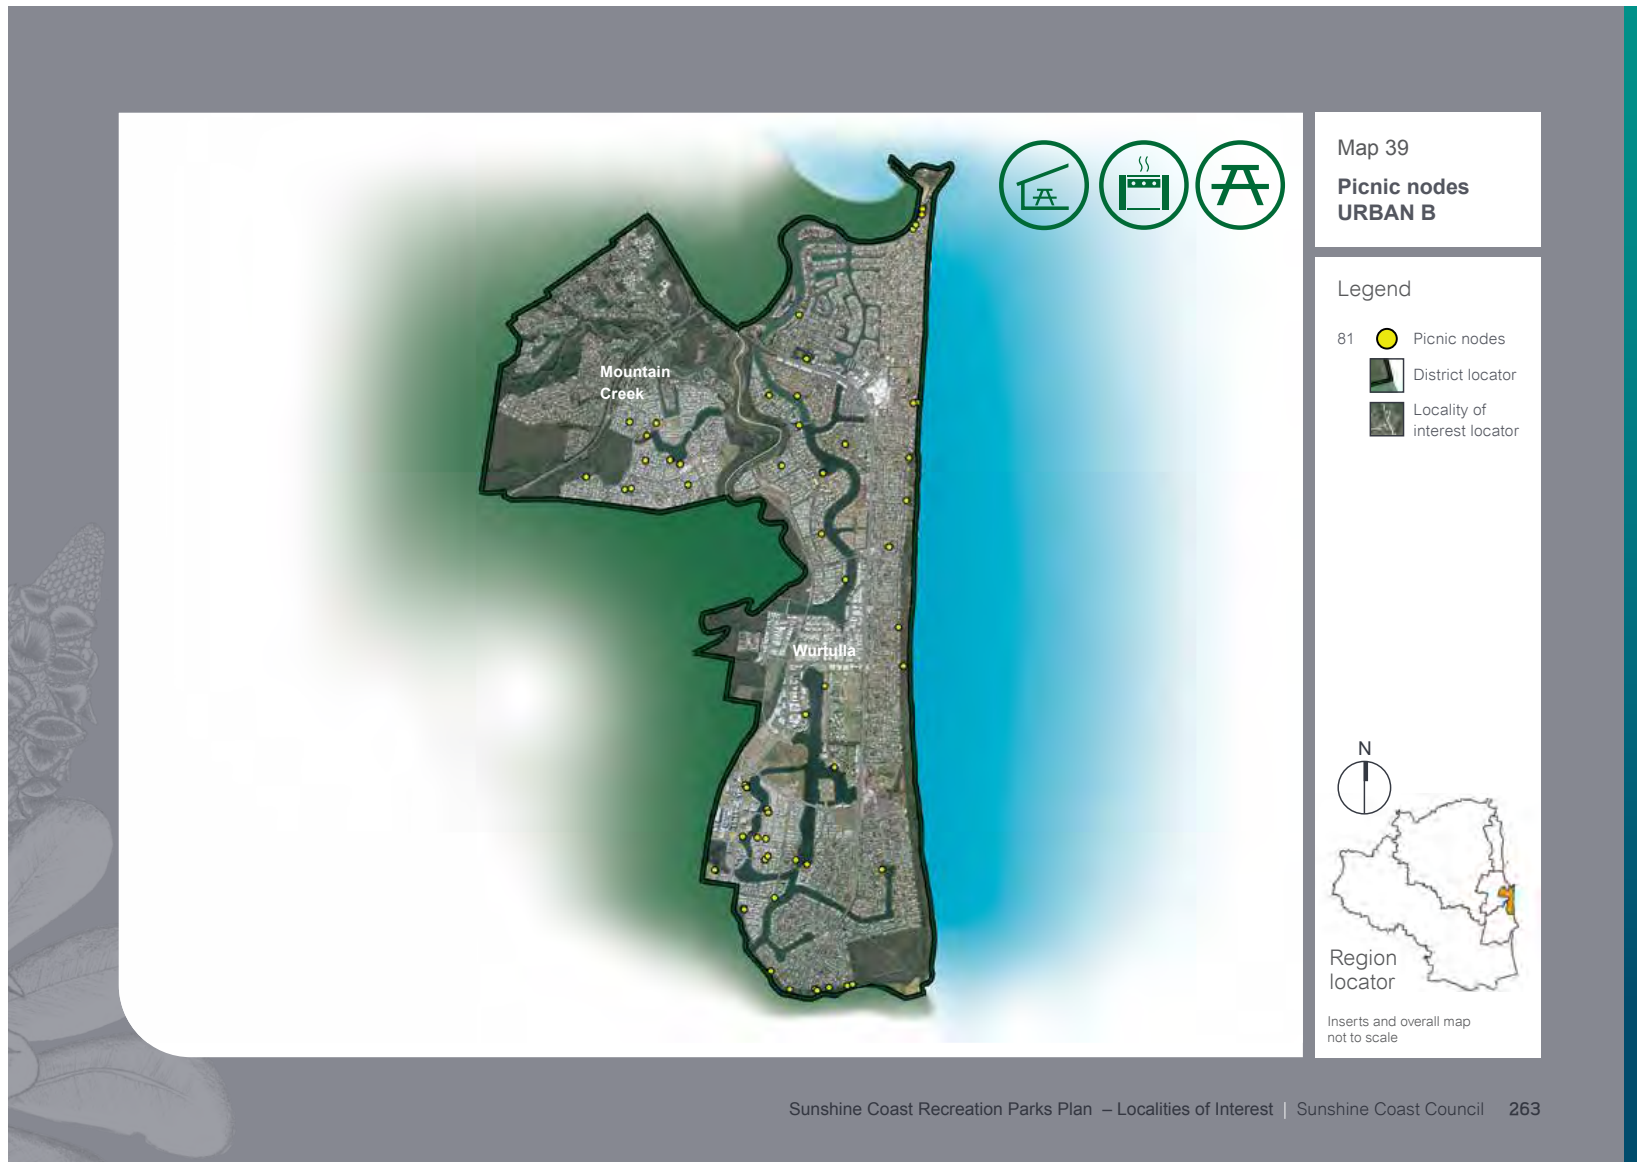 Map 39
Picnic nodes
URBAN B
Legend
81 Picnic nodes
District locator
Locality of
interest locator
Mountain
Creek
Wurtulla
N
Region
locator
Inserts and overall map
not to scale
Sunshine Coast Recreation Parks Plan – Localities of Interest | Sunshine Coast Council 263